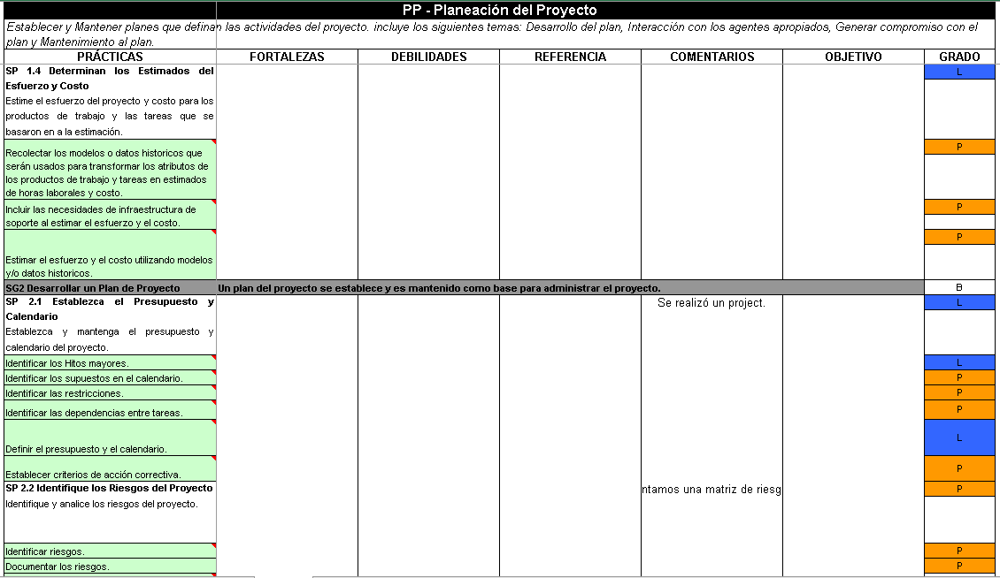 PP - Planeación del Proyecto
Establecer y Mantener planes que definan las actividades del proyecto. incluye los siguientes temas: Desarrollo del plan, Interacción con los agentes apropiados, Generar compromiso con el
plan y Mantenimiento al plan.
PRÁCTICAS FORTALEZAS DEBILIDADES REFERENCIA COMENTARIOS OBJETIVO GRADO
SP 1.4 Determinan los Estimados del L
Esfuerzo y Costo
Estime el esfuerzo del proyecto y costo para los
productos de trabajo y las tareas que se
basaron en a la estimación.
P
Recolectar los modelos o datos historicos que
serán usados para transformar los atributos de
los productos de trabajo y tareas en estimados
de horas laborales y costo.
Incluir las necesidades de infraestructura de P
soporte al estimar el esfuerzo y el costo.
P
Estimar el esfuerzo y el costo utilizando modelos
y/o datos historicos.
SG2 Desarrollar un Plan de Proyecto Un plan del proyecto se establece y es mantenido como base para administrar el proyecto. B
SP 2.1 Establezca el Presupuesto y Se realizó un project. L
Calendario
Establezca y mantenga el presupuesto y
calendario del proyecto.
Identificar los Hitos mayores. L
Identificar los supuestos en el calendario. P
Identificar las restricciones. P
Identificar las dependencias entre tareas. P
Definir el presupuesto y el calendario. L
Establecer criterios de acción correctiva. P
SP 2.2 Identifique los Riesgos del Proyecto ntamos una matriz de riesg P
Identifique y analice los riesgos del proyecto.
Identificar riesgos. P
Documentar los riesgos. P